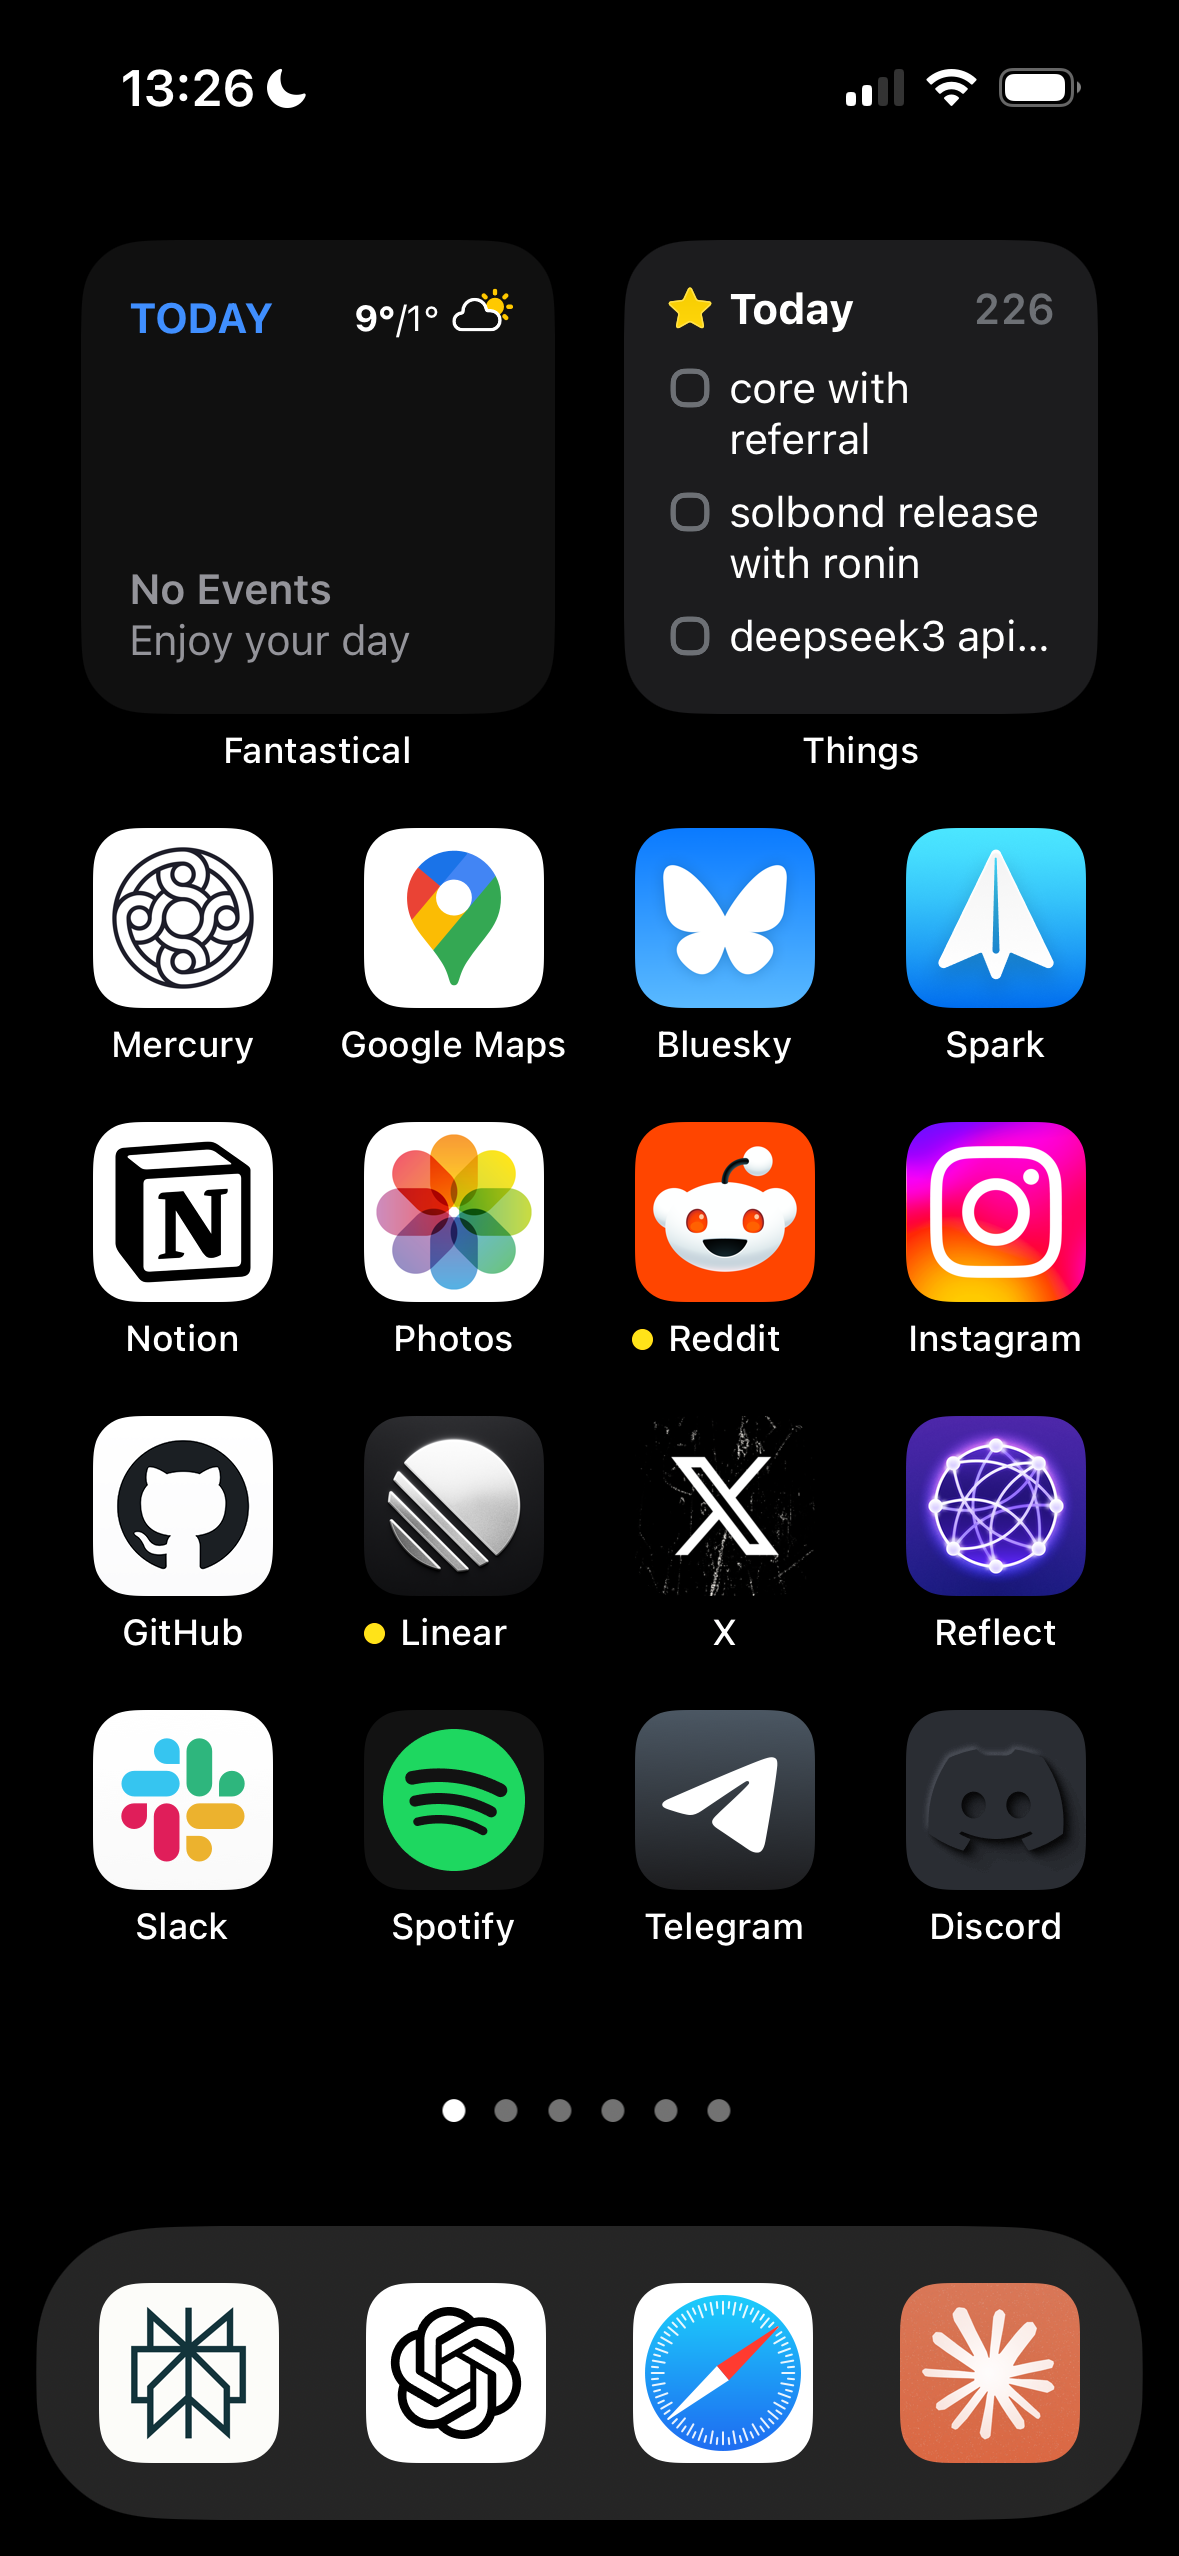 13:26
TODAY 9°/1°
No Events
Enjoy your day
Fantastical
Today 226
core with
referral
solbond release
with ronin
deepseek3 api...
Things
Mercury
Google Maps
Bluesky
Spark
N
Notion
Photos
Reddit
Instagram
GitHub
Linear
X
X
Reflect
Slack
Spotify
Telegram
Discord